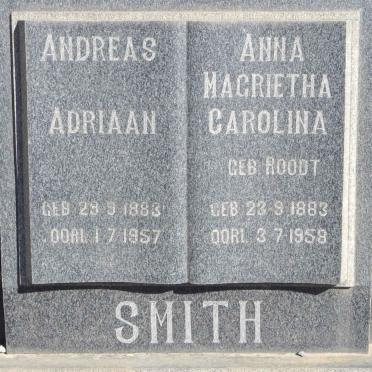 ANDREAS
ADRIAAN
GEB 29-9-1883
OORL 1-7-1957
ANNA
MAGRIETHA
CAROLINA
GEB ROODT
GEB 23-9-1883
OORL 3-7-1958
SMITH